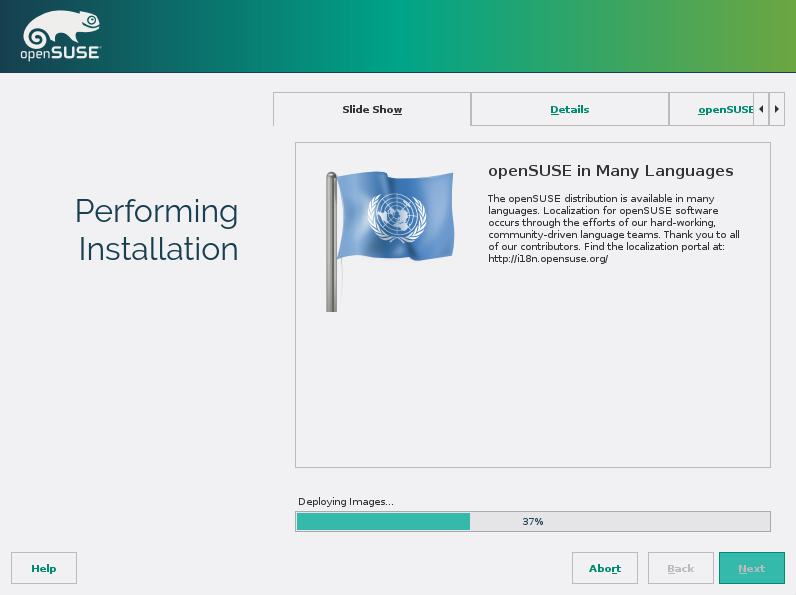 openSUSE
Slide Show
Details
openSUSE
Performing
Installation
openSUSE in Many Languages
The openSUSE distribution is available in many
languages. Localization for openSUSE software
occurs through the efforts of our hard-working,
community-driven language teams. Thank you to all
of our contributors. Find the localization portal at:
http://i18n.opensuse.org/
Deploying Images...
37%
Help
Abort
Back
Next